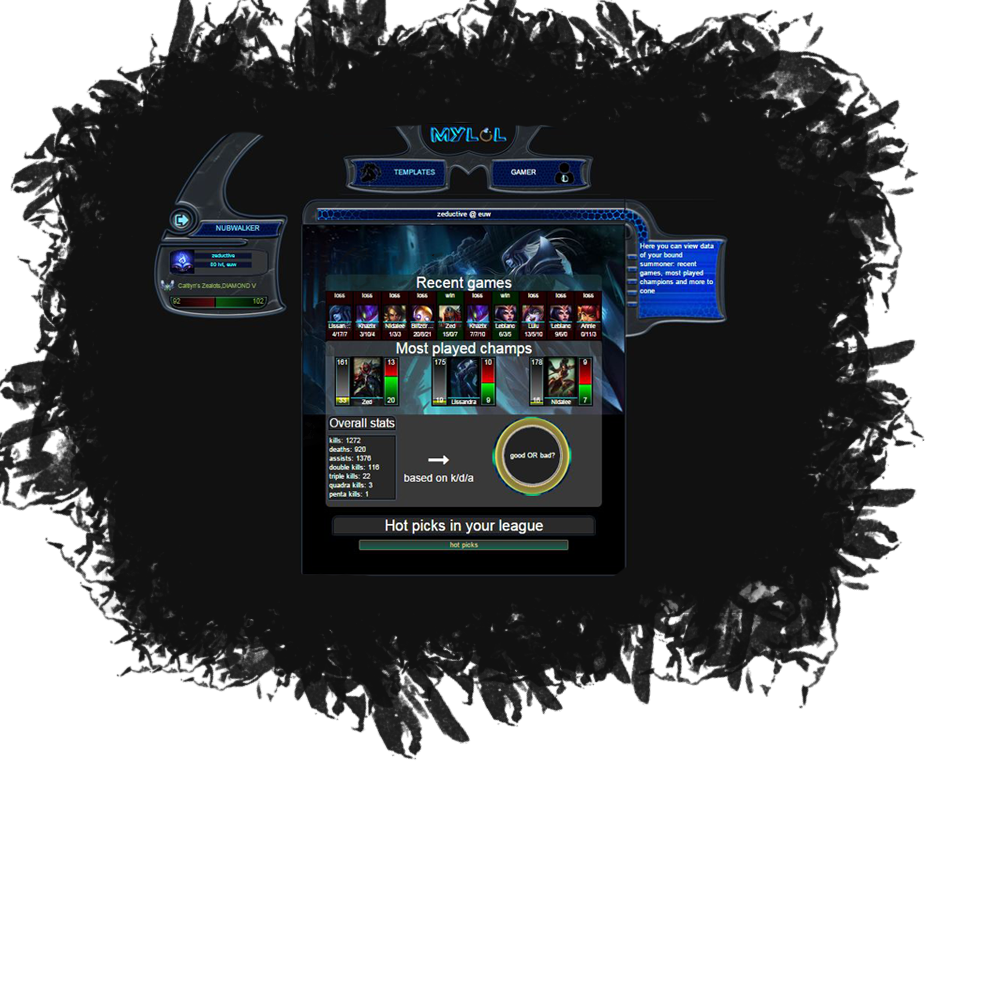 MYLOL
TEMPLATES
GAMER
zeductive @ euw
NUBWALKER
zeductive
Caitlyn's Zealots,DIAMOND V
92
102
Here you can view data
of your bound
summoner: recent
games, most played
champions and more to
come
Recent games
loss loss loss loss win loss win loss loss loss
Lissan... Khazix Nidalee Blitzcr... Zed Khazix Leblanc Lulu Leblanc Annie
4/17/7 3/10/4 1/3/3 20/8/21 15/0/7 7/7/10 6/3/5 13/5/10 9/6/0 0/11/3
Most played champs
161 13 175 10 178 9
33 20 19 9 16 7
Zed Lissandra Nidalee
Overall stats
kills: 1272
deaths: 920
assists: 1376
double kills: 116
triple kills: 22
quadra kills: 3
penta kills: 1
based on k/d/a
good OR bad?
Hot picks in your league
hot picks